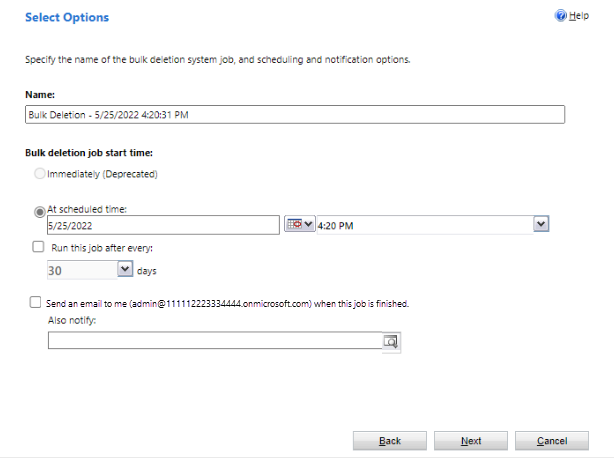 Select Options
Help
Specify the name of the bulk deletion system job, and scheduling and notification options.
Name:
Bulk Deletion - 5/25/2022 4:20:31 PM
Bulk deletion job start time:
Immediately (Deprecated)
At scheduled time:
5/25/2022
4:20 PM
Run this job after every:
30
days
Send an email to me (admin@111112223334444.onmicrosoft.com) when this job is finished.
Also notify:
Back
Next
Cancel